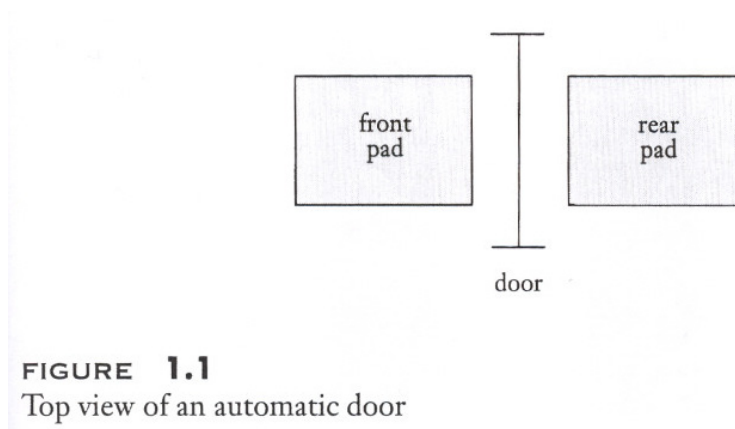 front
pad
rear
pad
door
FIGURE 1.1
Top view of an automatic door